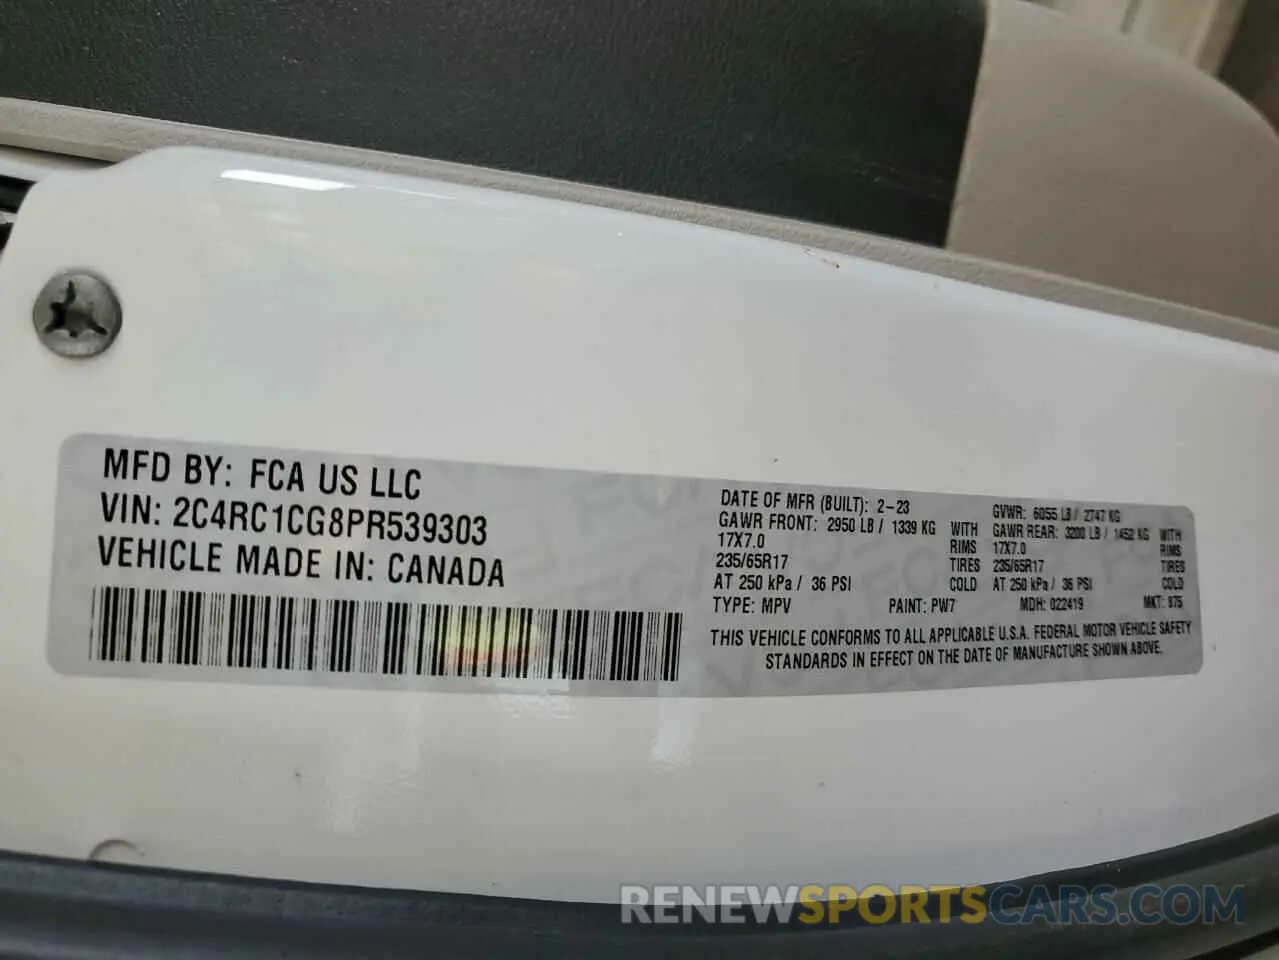 MFD BY: FCA US LLC
VIN: 2C4RC1CG8PR539303
VEHICLE MADE IN: CANADA
DATE OF MFR (BUILT): 2-23 GVWR: 6055 LB / 2747 KG
GAWR FRONT: 2950 LB / 1339 KG WITH GAWR REAR: 3200 LB / 1452 KG WITH
17X7.0 RIMS 17X7.0 RIMS
235/65R17 TIRES 235/65R17 TIRES
AT 250 kPa / 36 PSI COLD AT 250 kPa / 36 PSI COLD
TYPE: MPV PAINT: PW7 MDH: 022419 MKT: 875
THIS VEHICLE CONFORMS TO ALL APPLICABLE U.S.A. FEDERAL MOTOR VEHICLE SAFETY
STANDARDS IN EFFECT ON THE DATE OF MANUFACTURE SHOWN ABOVE.
RENEWSPORTSCARS.COM